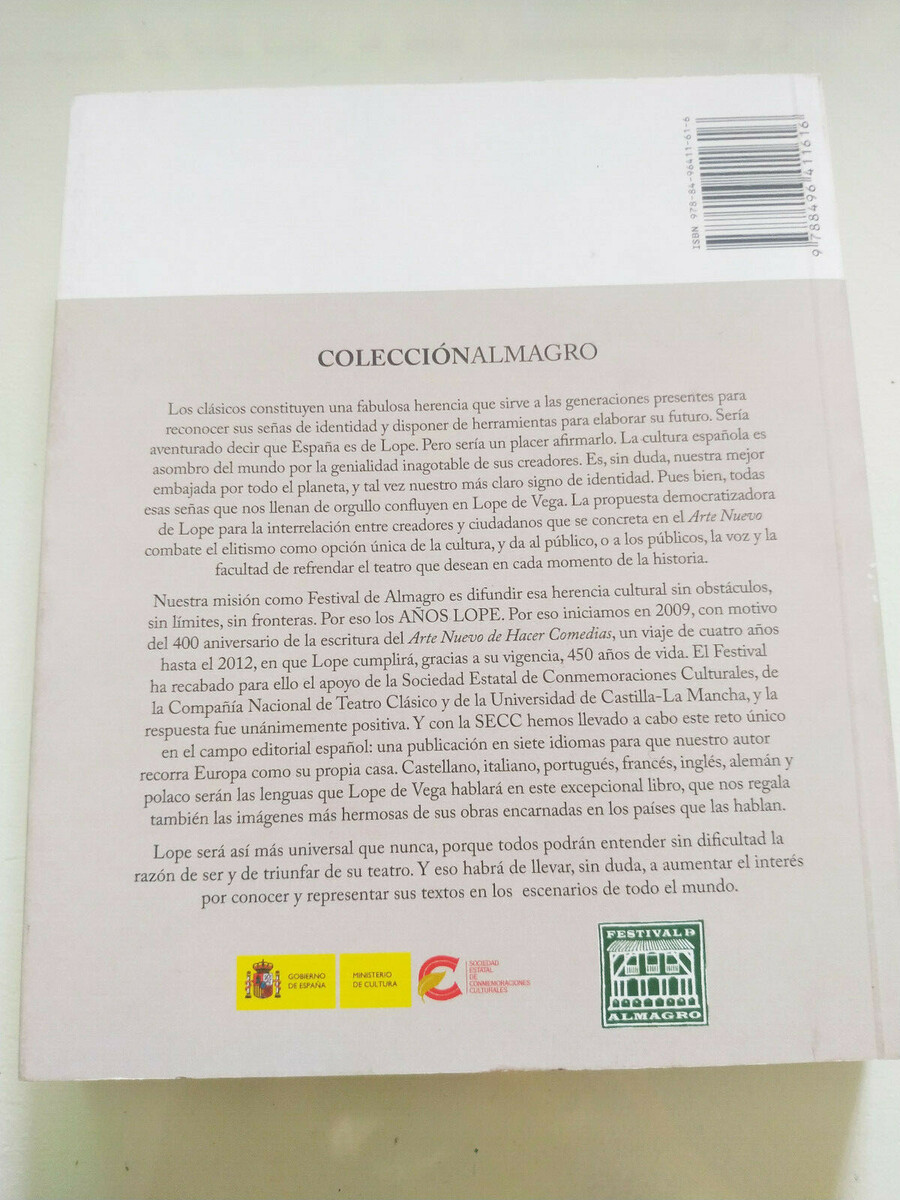 ISBN 978-84-96411-61-6
9 788496 411616
COLECCIÓNALMAGRO
Los clásicos constituyen una fabulosa herencia que sirve a las generaciones presentes para
reconocer sus señas de identidad y disponer de herramientas para elaborar su futuro. Sería
aventurado decir que España es de Lope. Pero sería un placer afirmarlo. La cultura española es
asombro del mundo por la genialidad inagotable de sus creadores. Es, sin duda, nuestra mejor
embajada por todo el planeta, y tal vez nuestro más claro signo de identidad. Pues bien, todas
esas señas que nos llenan de orgullo confluyen en Lope de Vega. La propuesta democratizadora
de Lope para la interrelación entre creadores y ciudadanos que se concreta en el Arte Nuevo
combate el elitismo como opción única de la cultura, y da al público, o a los públicos, la voz y la
facultad de refrendar el teatro que desean en cada momento de la historia.
Nuestra misión como Festival de Almagro es difundir esa herencia cultural sin obstáculos,
sin límites, sin fronteras. Por eso los AÑOS LOPE. Por eso iniciamos en 2009, con motivo
del 400 aniversario de la escritura del Arte Nuevo de Hacer Comedias, un viaje de cuatro años
hasta el 2012, en que Lope cumplirá, gracias a su vigencia, 450 años de vida. El Festival
ha recabado para ello el apoyo de la Sociedad Estatal de Conmemoraciones Culturales, de
la Compañía Nacional de Teatro Clásico y de la Universidad de Castilla-La Mancha, y la
respuesta fue unánimemente positiva. Y con la SECC hemos llevado a cabo este reto único
en el campo editorial español: una publicación en siete idiomas para que nuestro autor
recorra Europa como su propia casa. Castellano, italiano, portugués, francés, inglés, alemán y
polaco serán las lenguas que Lope de Vega hablará en este excepcional libro, que nos regala
también las imágenes más hermosas de sus obras encarnadas en los países que las hablan.
Lope será así más universal que nunca, porque todos podrán entender sin dificultad la
razón de ser y de triunfar de su teatro. Y eso habrá de llevar, sin duda, a aumentar el interés
por conocer y representar sus textos en los escenarios de todo el mundo.
GOBIERNO
DE ESPAÑA
MINISTERIO
DE CULTURA
SOCIEDAD
ESTATAL
DE
CONMEMORACIONES
CULTURALES
FESTIVAL D
ALMAGRO